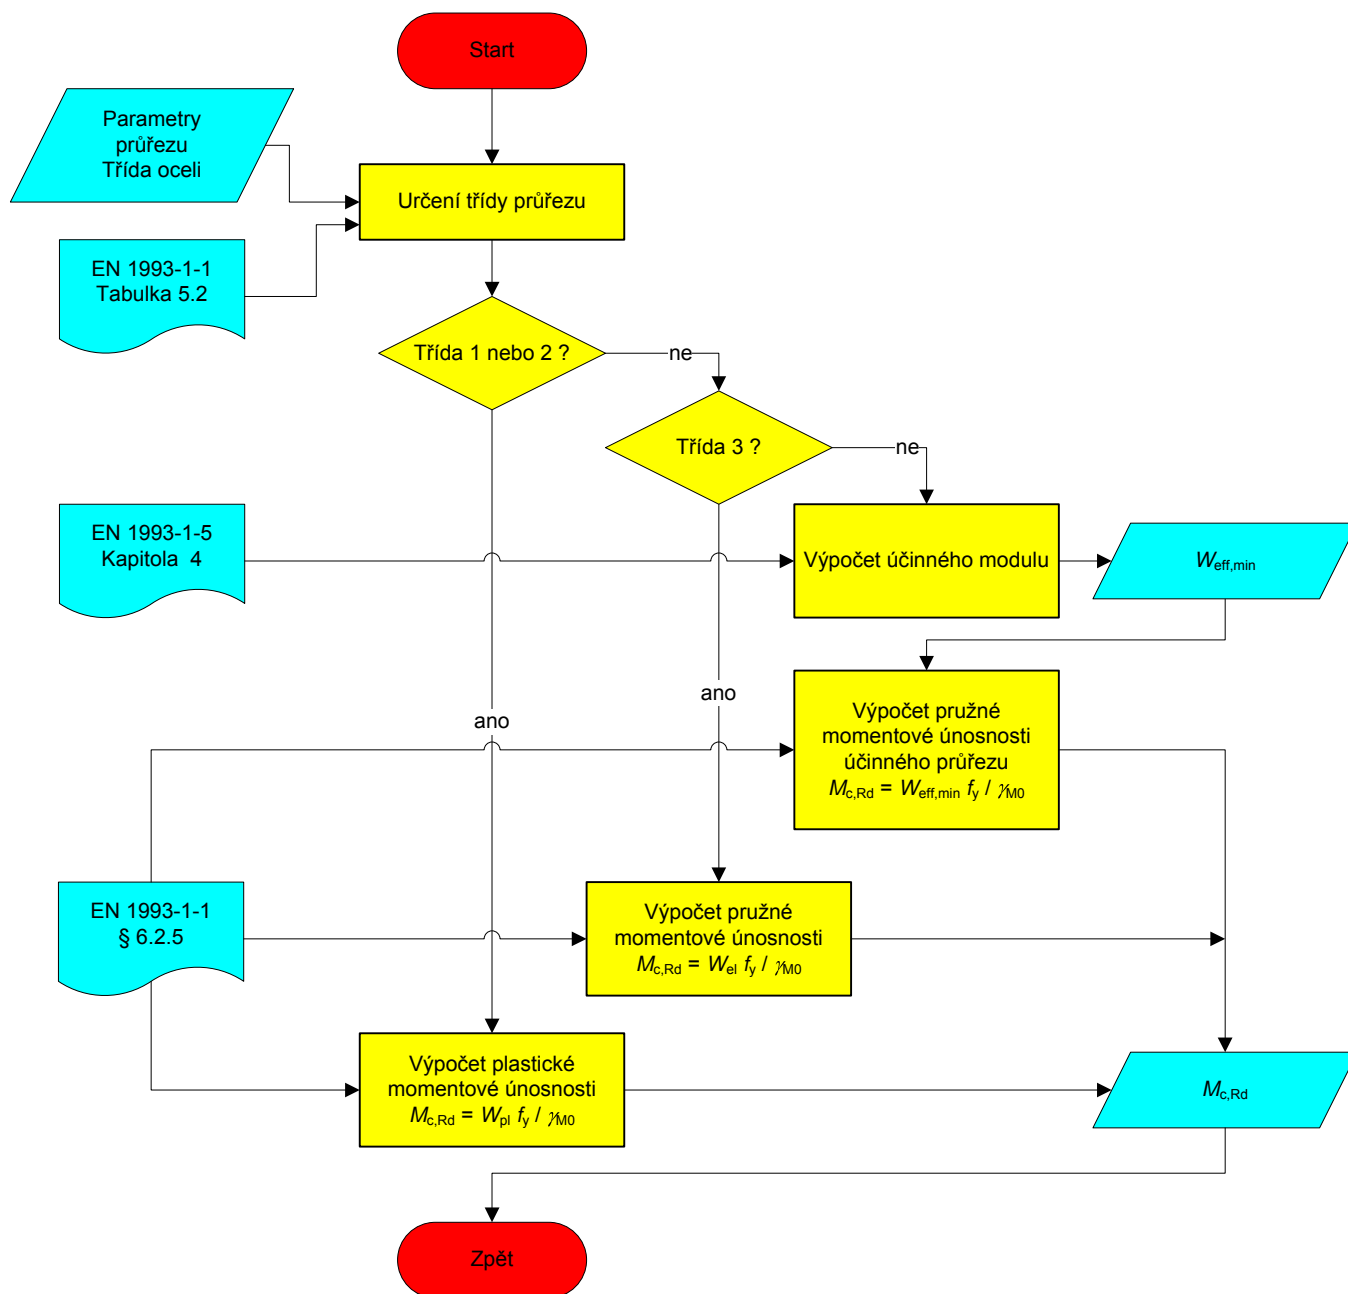 Start
Parametry
průřezu
Třída oceli
Určení třídy průřezu
EN 1993-1-1
Tabulka 5.2
Třída 1 nebo 2 ?
ne
Třída 3 ?
ne
EN 1993-1-5
Kapitola 4
Výpočet účinného modulu
Weff,min
ano
ano
Výpočet pružné
momentové únosnosti
účinného průřezu
Mc,Rd = Weff,min fy / γM0
EN 1993-1-1
§ 6.2.5
Výpočet pružné
momentové únosnosti
Mc,Rd = Wel fy / γM0
Výpočet plastické
momentové únosnosti
Mc,Rd = Wpl fy / γM0
Mc,Rd
Zpět